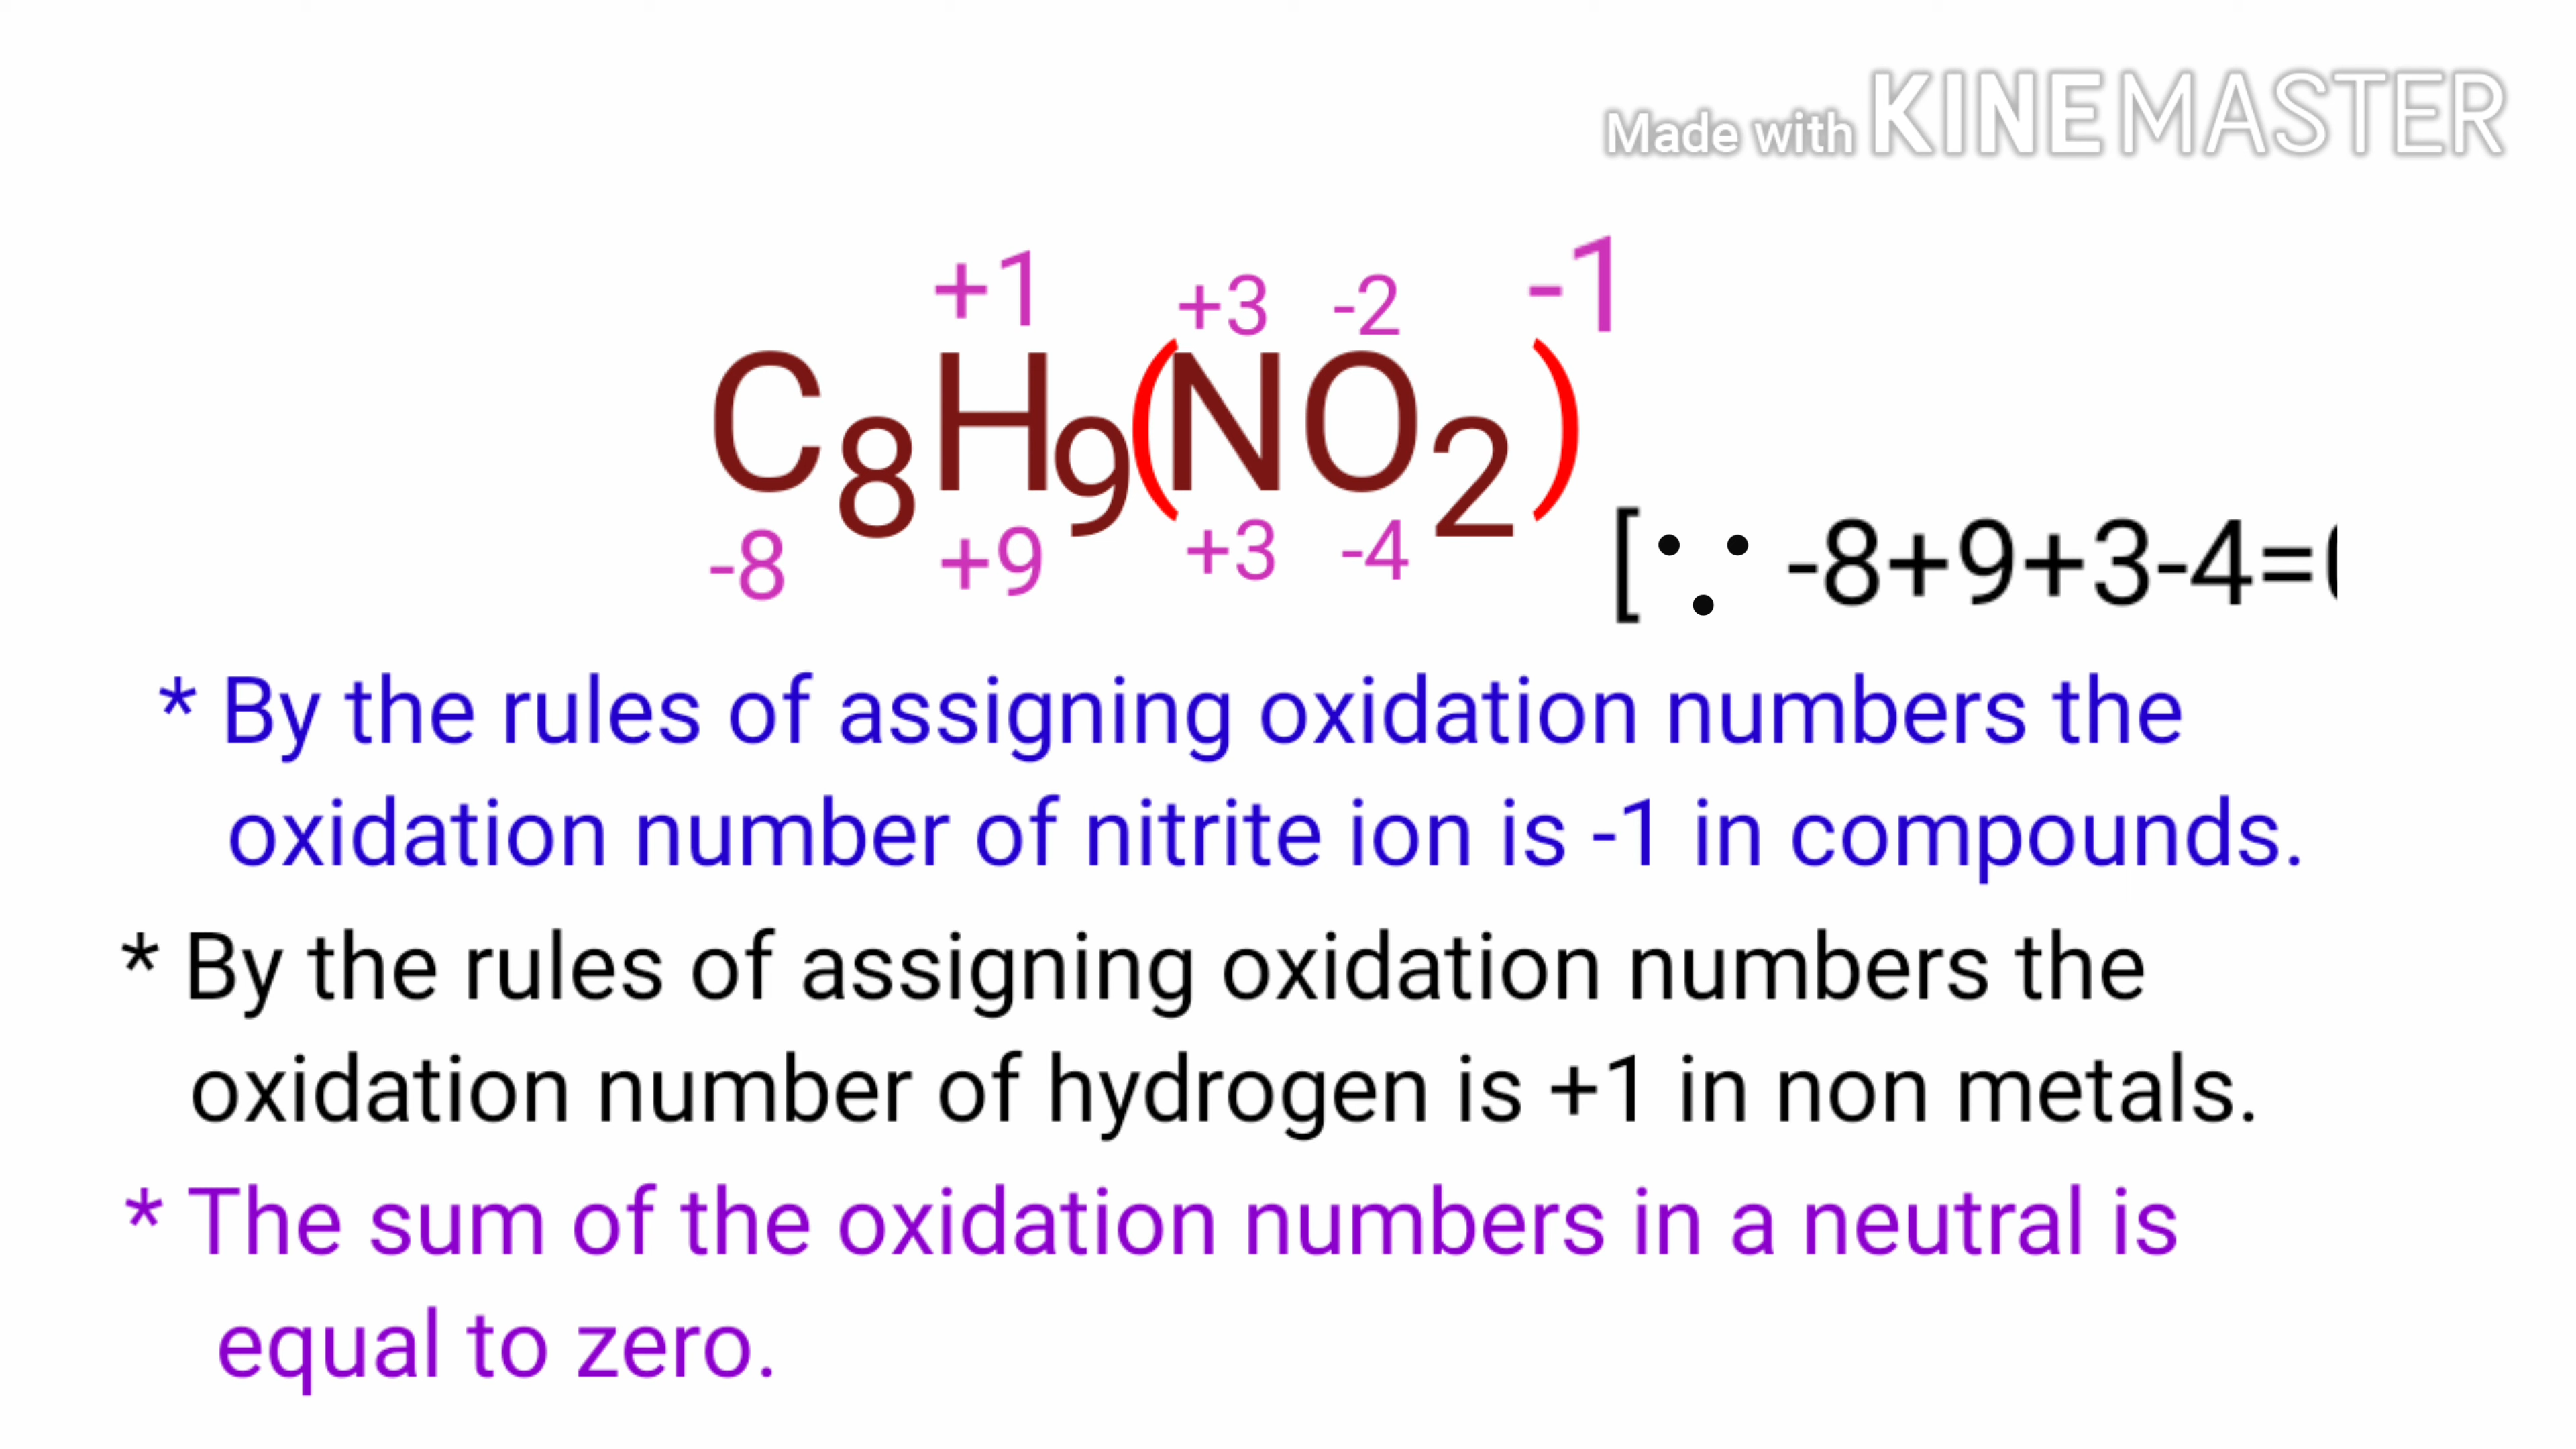 Made with KINEMASTER
+1 +3 -2 -1
C8H9(NO2)
-8 +9 +3 -4 [∵ -8+9+3-4=0
* By the rules of assigning oxidation numbers the
oxidation number of nitrite ion is -1 in compounds.
* By the rules of assigning oxidation numbers the
oxidation number of hydrogen is +1 in non metals.
* The sum of the oxidation numbers in a neutral is
equal to zero.